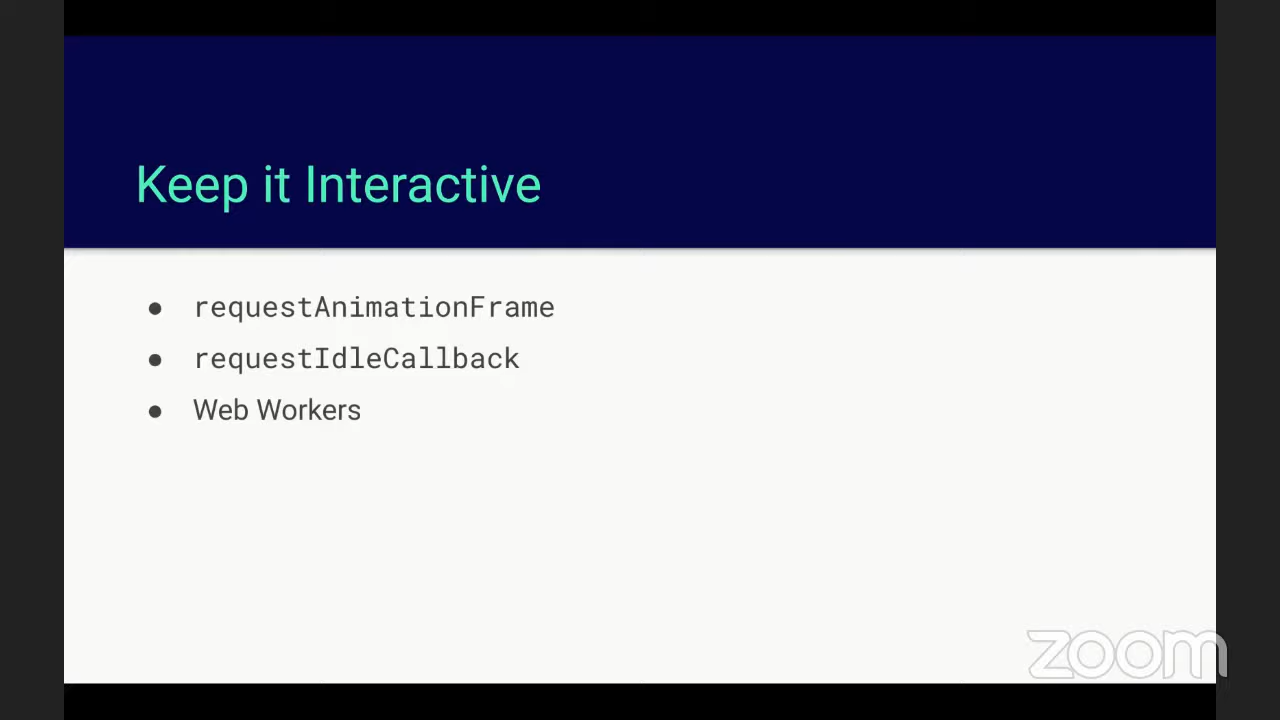 Keep it Interactive
● requestAnimationFrame
● requestIdleCallback
● Web Workers
zoom